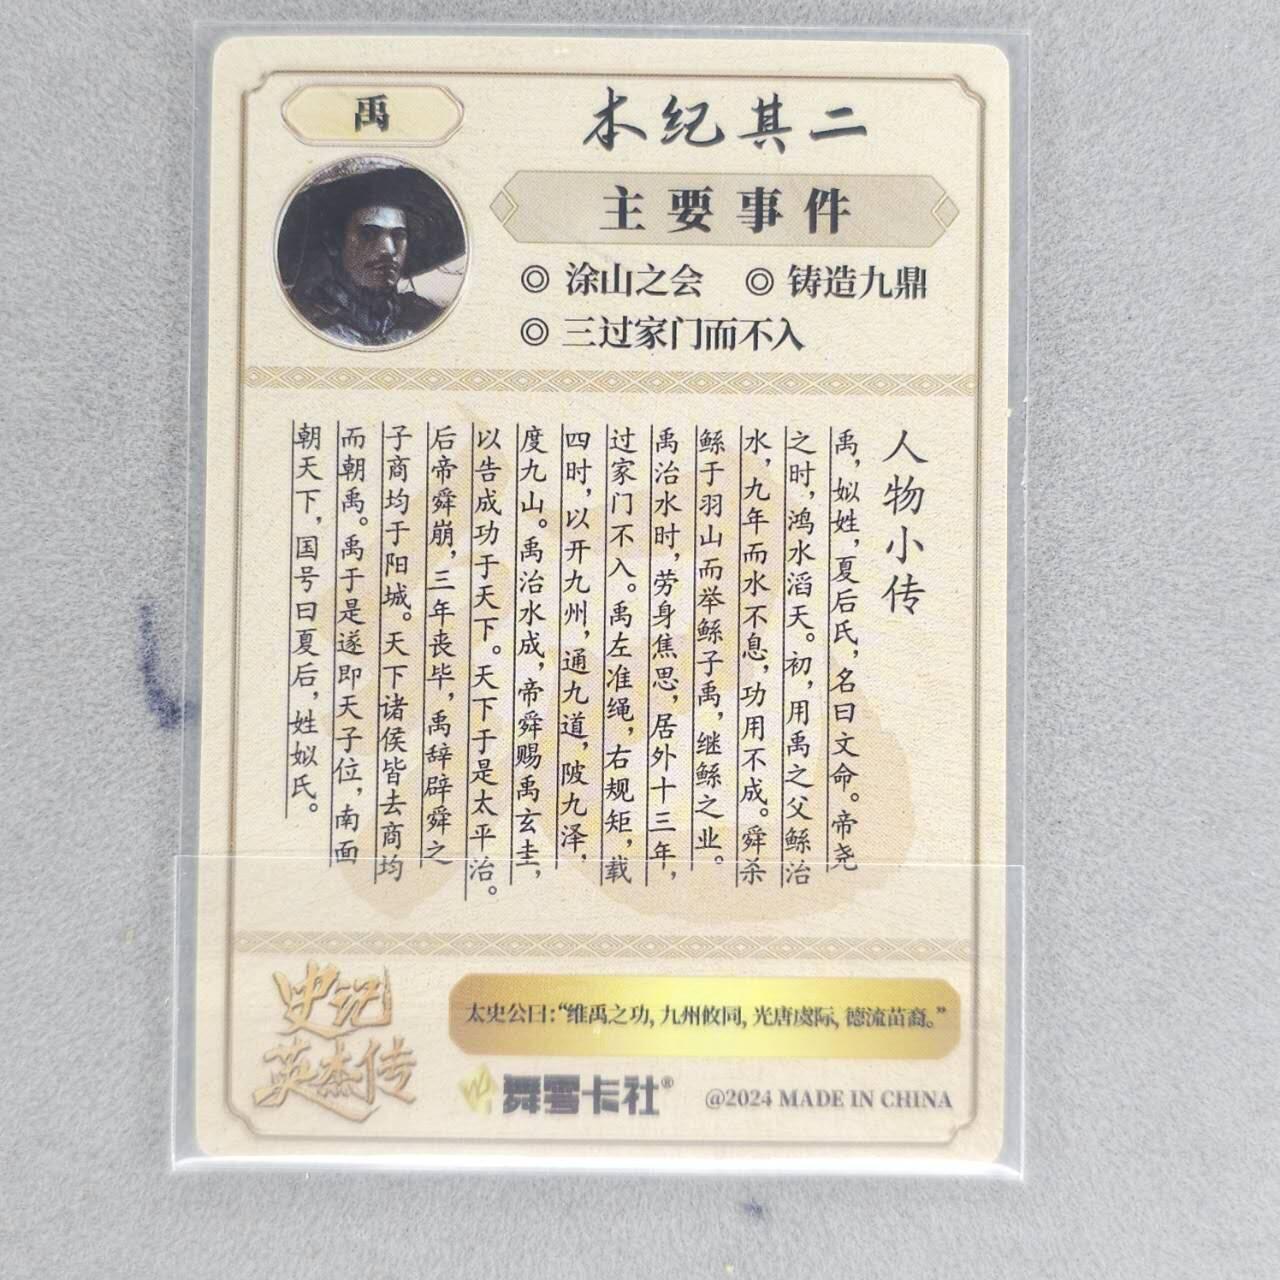 禹
本纪其二
主要事件
◎ 涂山之会 ◎ 铸造九鼎
◎ 三过家门而不入
人物小传
禹，姒姓，夏后氏，名曰文命。帝尧
之时，鸿水滔天。初，用禹之父鲧治
水，九年而水不息，功用不成。舜杀
鲧于羽山而举鲧子禹，继鲧之业。
禹治水时，劳身焦思，居外十三年，
过家门不入。禹左准绳，右规矩，载
四时，以开九州，通九道，陂九泽，
度九山。禹治水成，帝舜赐禹玄圭，
以告成功于天下。天下于是太平治。
后帝舜崩，三年丧毕，禹辞辟舜之
子商均于阳城。天下诸侯皆去商均
而朝禹。禹于是遂即天子位，南面
朝天下，国号曰夏后，姓姒氏。
史记
英杰传
太史公曰：“维禹之功，九州攸同，光唐虞际，德流苗裔。”
舞雩卡社®
@2024 MADE IN CHINA